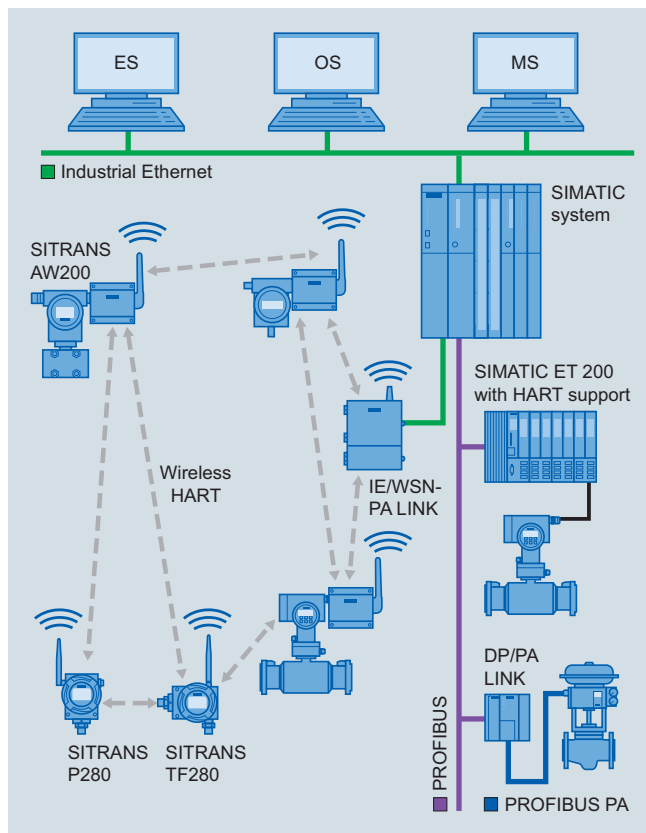 ES
OS
MS
Industrial Ethernet
SIMATIC
system
SITRANS
AW200
SIMATIC ET 200
with HART support
Wireless
HART
IE/WSN-
PA LINK
DP/PA
LINK
SITRANS
P280
SITRANS
TF280
PROFIBUS
PROFIBUS PA